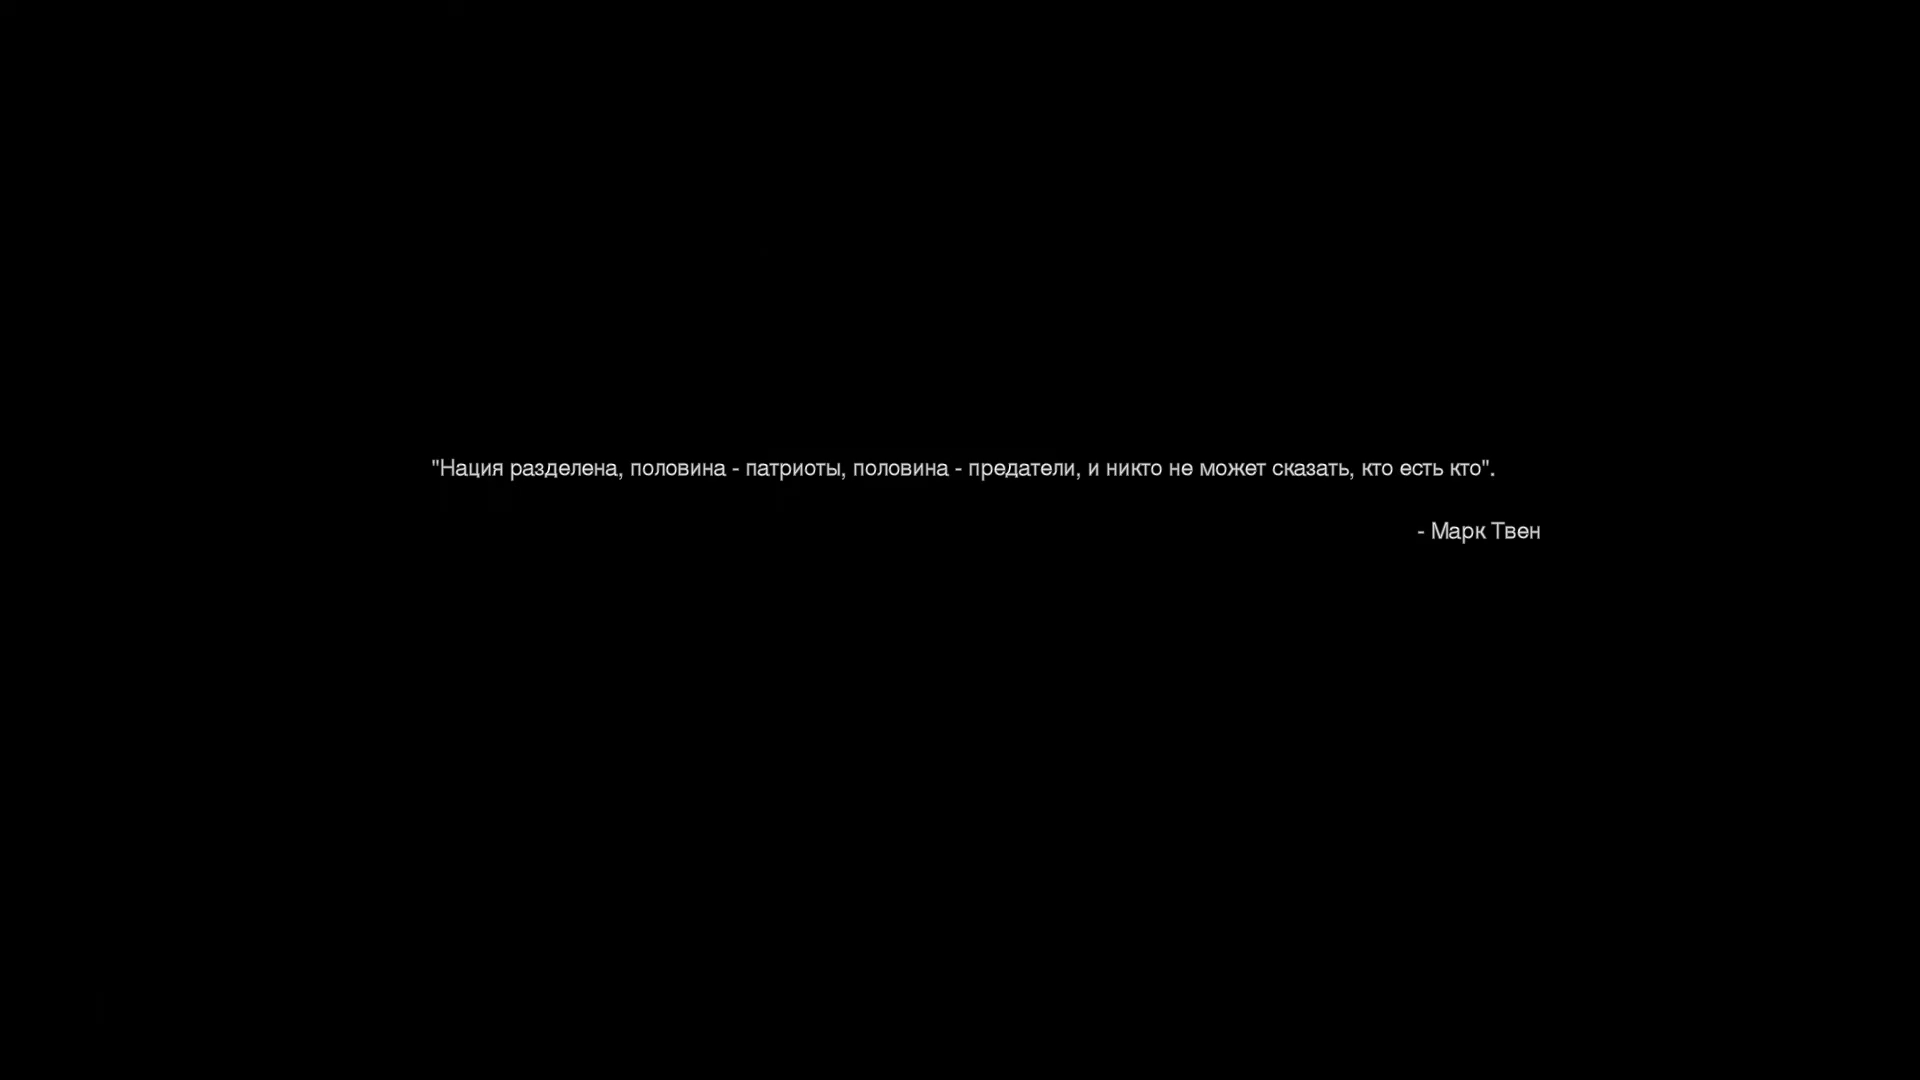 "Нация разделена, половина - патриоты, половина - предатели, и никто не может сказать, кто есть кто".
- Марк Твен